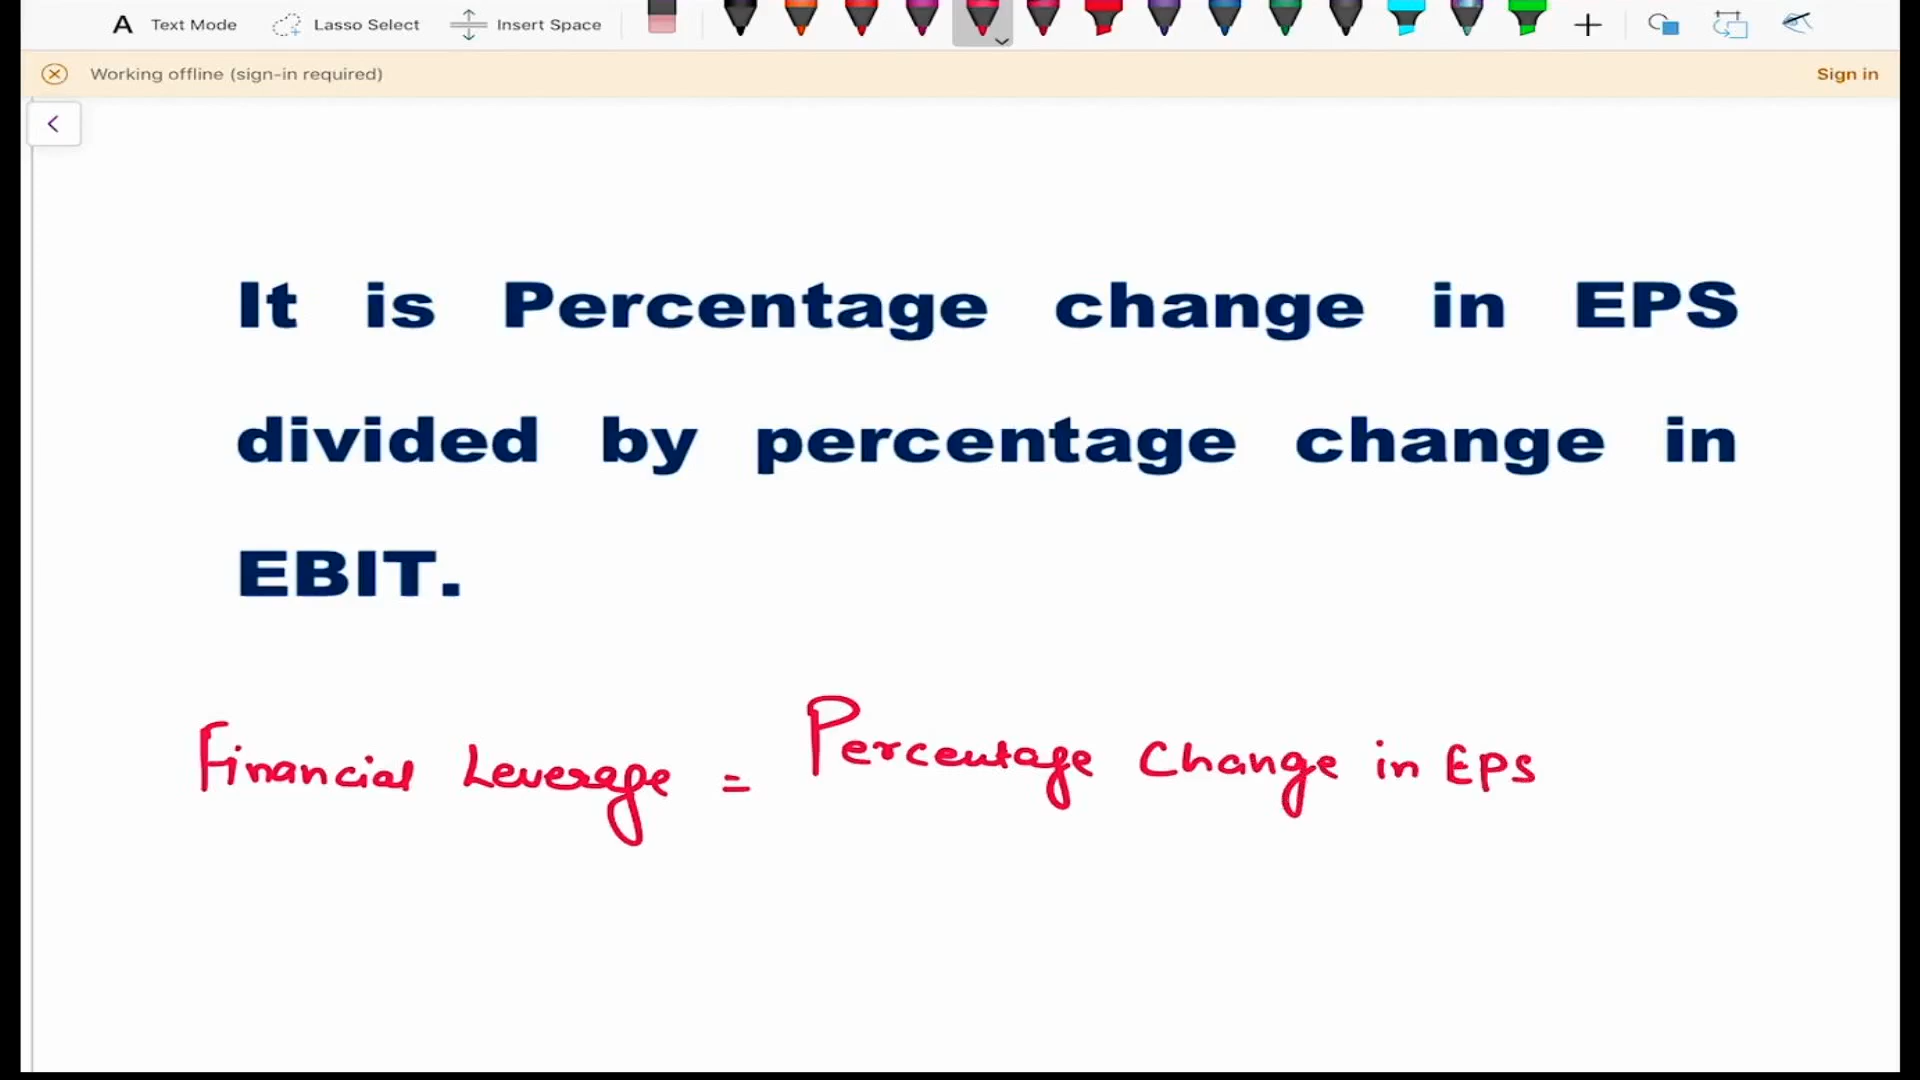 A Text Mode Lasso Select Insert Space
Working offline (sign-in required) Sign in
It is Percentage change in EPS
divided by percentage change in
EBIT.
Financial Leverage = Percentage Change in EPS